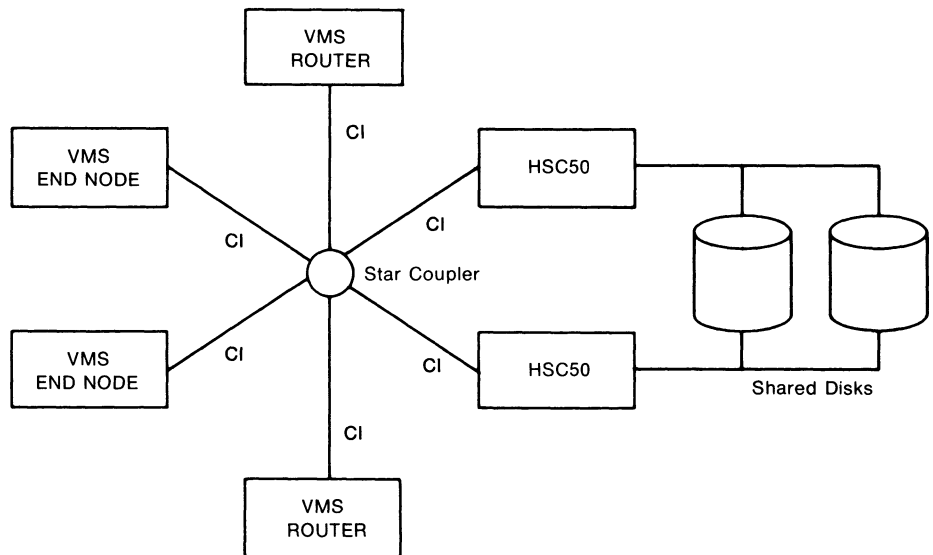 VMS
ROUTER
CI
VMS
END NODE
HSC50
CI
CI
Star Coupler
VMS
END NODE
CI
CI
HSC50
Shared Disks
CI
VMS
ROUTER